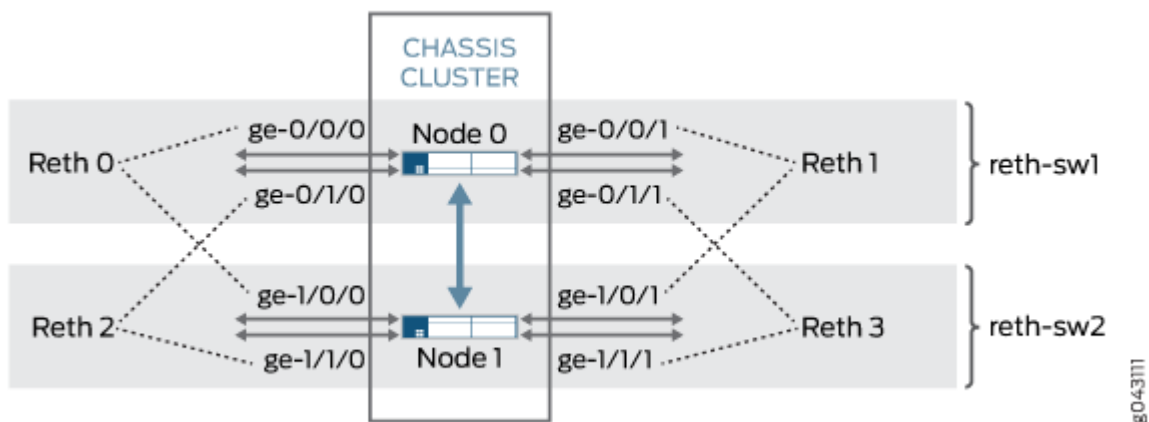 CHASSIS
CLUSTER
ge-0/0/0 Node 0 ge-0/0/1
Reth 0 Reth 1 reth-sw1
ge-0/1/0 ge-0/1/1
ge-1/0/0 ge-1/0/1
Reth 2 Reth 3 reth-sw2
ge-1/1/0 Node 1 ge-1/1/1
g043111